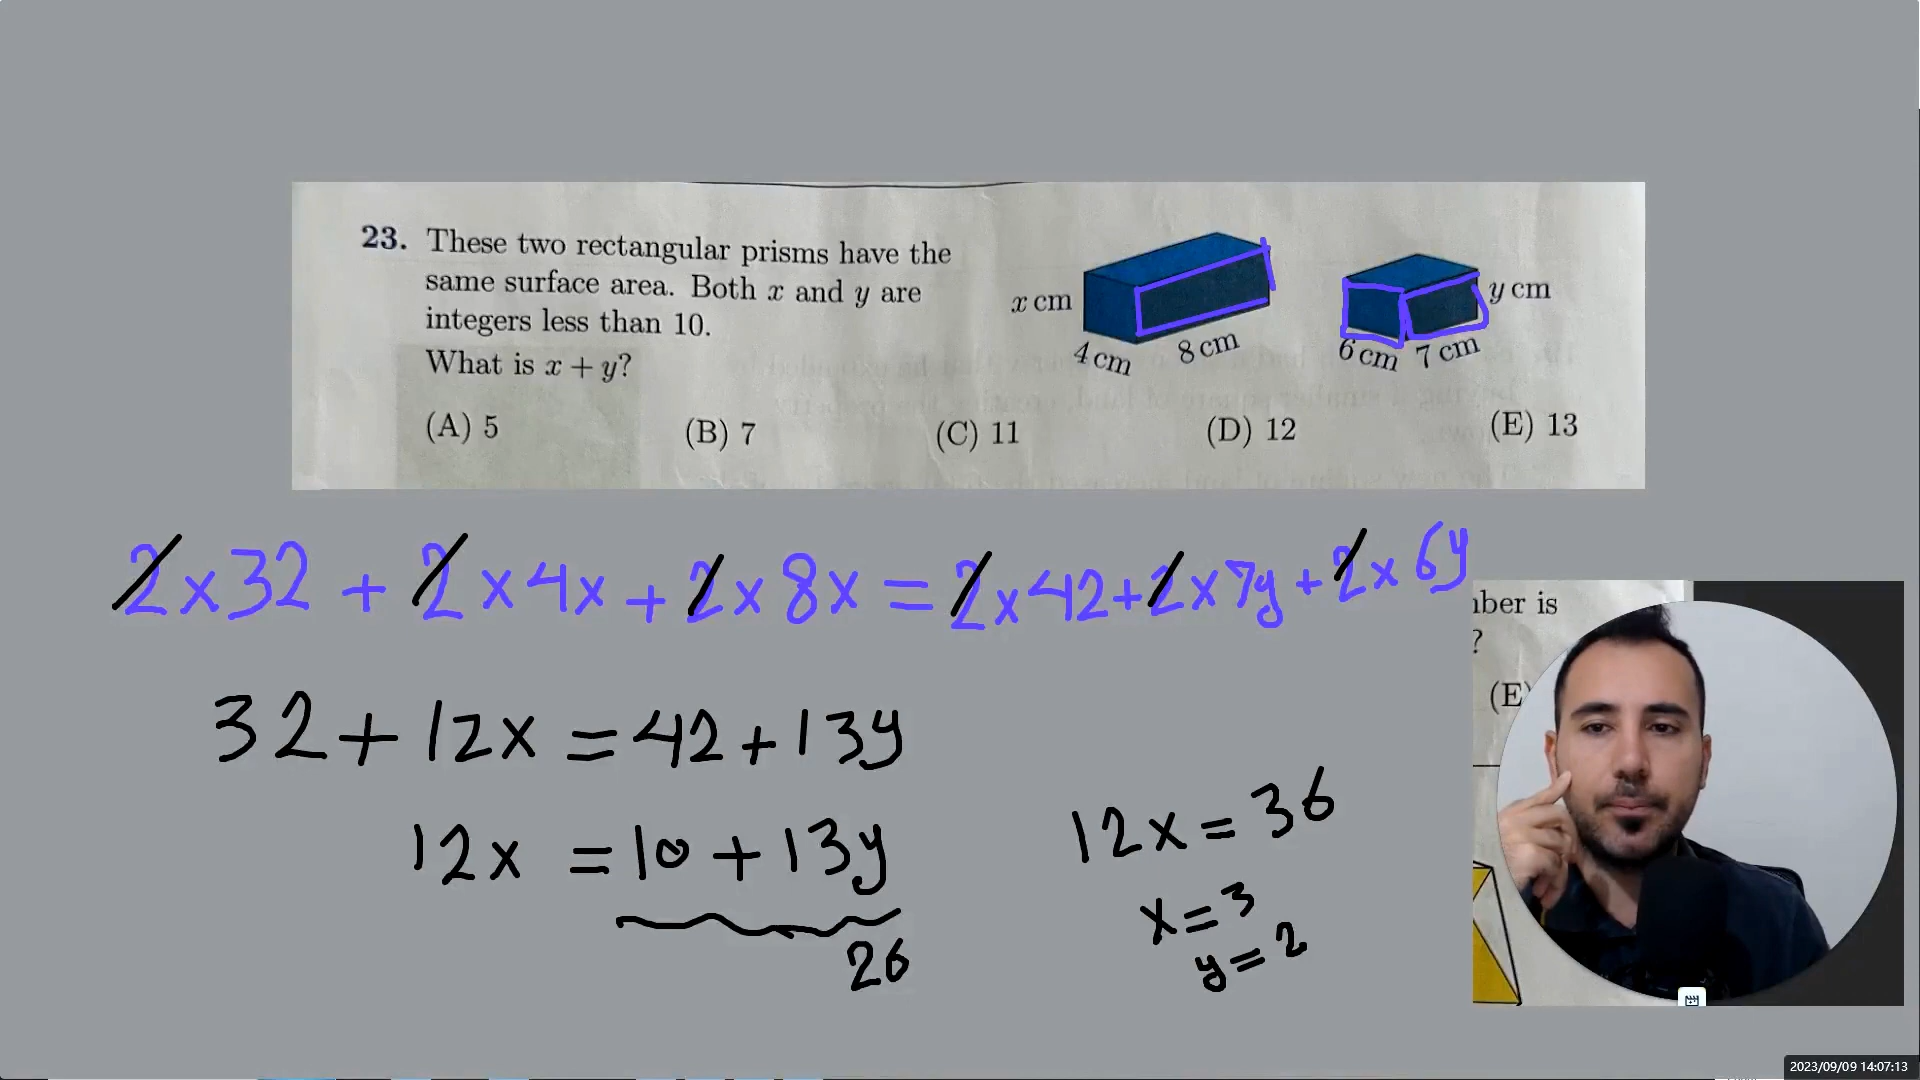 23. These two rectangular prisms have the
same surface area. Both x and y are
integers less than 10.
What is x + y?
x cm
4 cm
8 cm
6 cm
7 cm
y cm
(A) 5
(B) 7
(C) 11
(D) 12
(E) 13
2x32 + 2x4x + 2x8x = 2x42+2x7y+2x6y
32+12x=42+13y
12x =10+13y
26
12x=36
x=3
y=2
ber is
?
(E)
2023/09/09 14:07:13